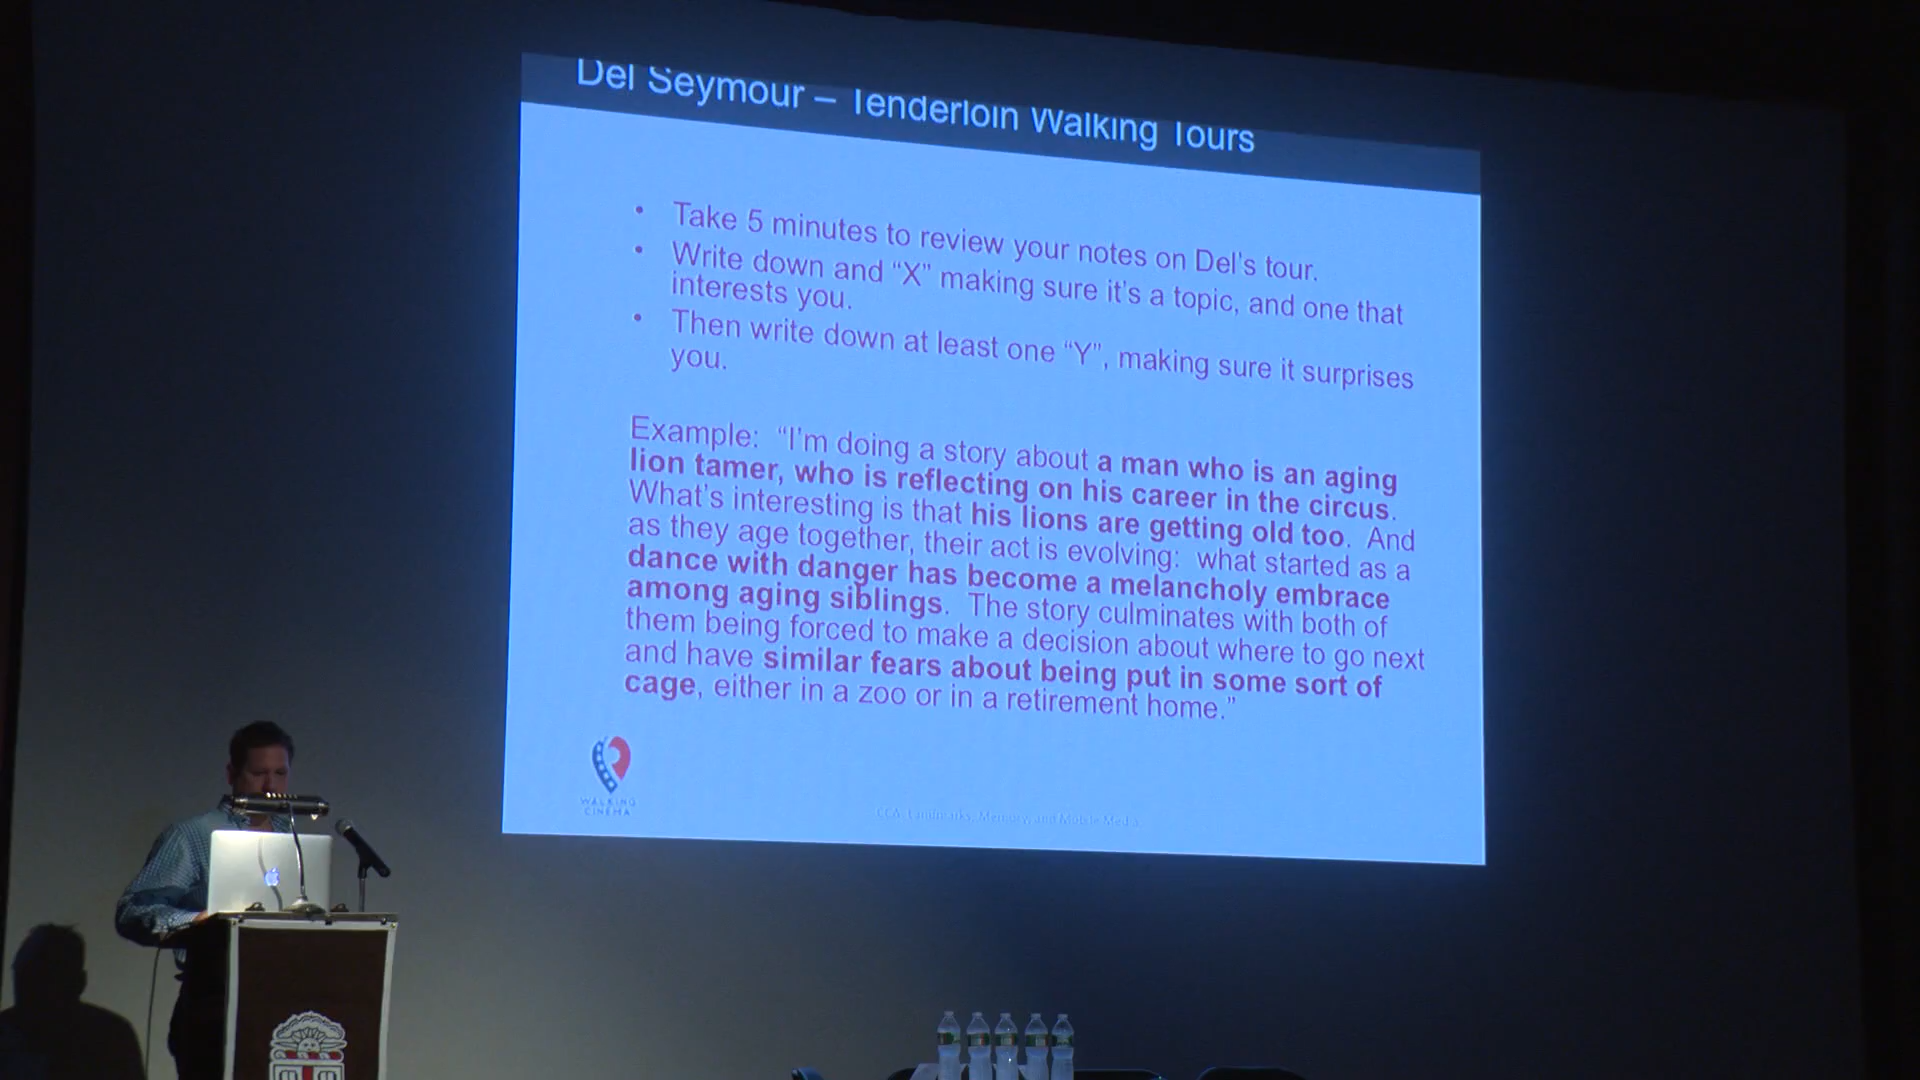 Del Seymour – Tenderloin Walking Tours
• Take 5 minutes to review your notes on Del's tour.
• Write down and “X” making sure it's a topic, and one that
interests you.
• Then write down at least one “Y”, making sure it surprises
you.
Example: “I'm doing a story about a man who is an aging
lion tamer, who is reflecting on his career in the circus.
What's interesting is that his lions are getting old too. And
as they age together, their act is evolving: what started as a
dance with danger has become a melancholy embrace
among aging siblings. The story culminates with both of
them being forced to make a decision about where to go next
and have similar fears about being put in some sort of
cage, either in a zoo or in a retirement home.”
WALKING
CINEMA
CCA: Landmarks, Memory, and Mobile Media